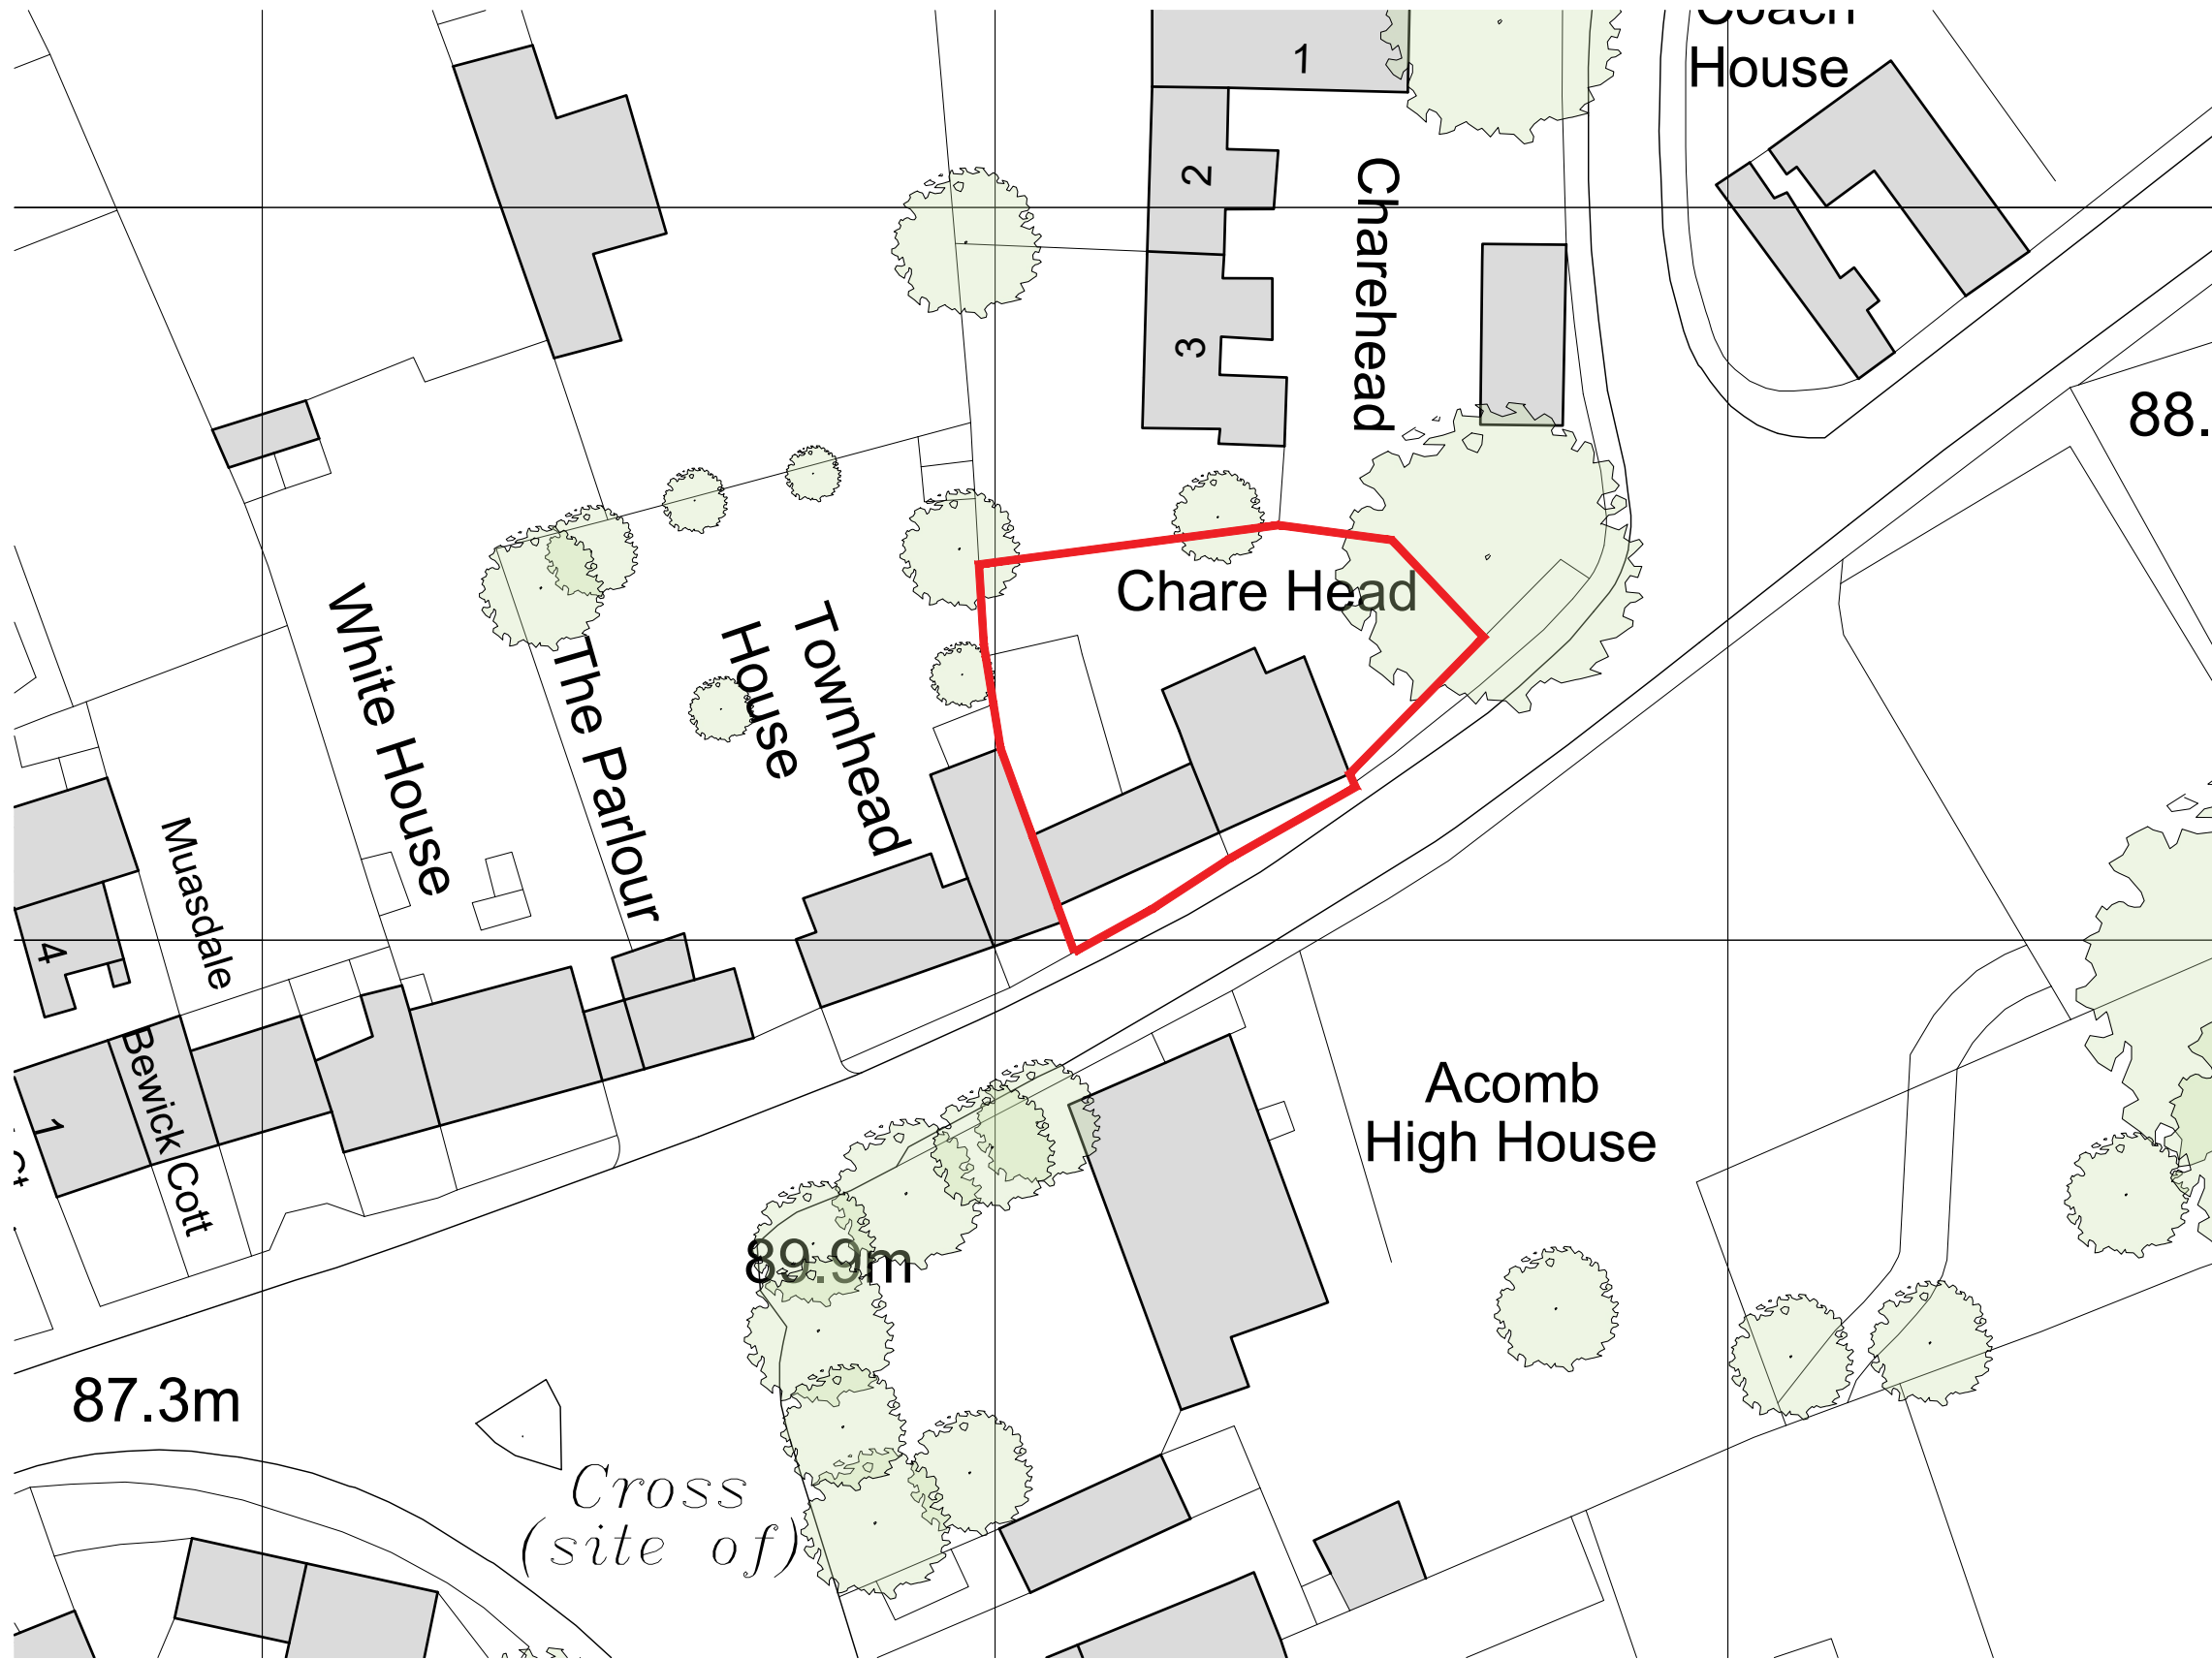 Coach
House
1
2
Charehead
3
88.
Chare Head
White House
The Parlour
Townhead
House
Muasdale
4
1
Bewick Cott
Acomb
High House
89.9m
87.3m
Cross
(site of)